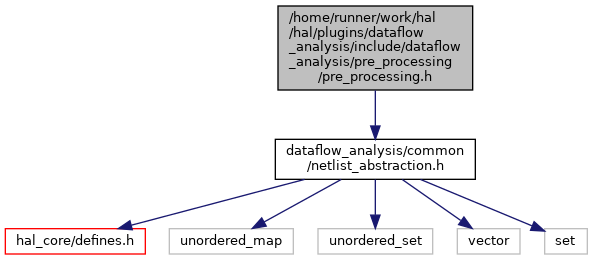 /home/runner/work/hal
/hal/plugins/dataflow
_analysis/include/dataflow
_analysis/pre_processing
/pre_processing.h
dataflow_analysis/common
/netlist_abstraction.h
hal_core/defines.h
unordered_map
unordered_set
vector
set